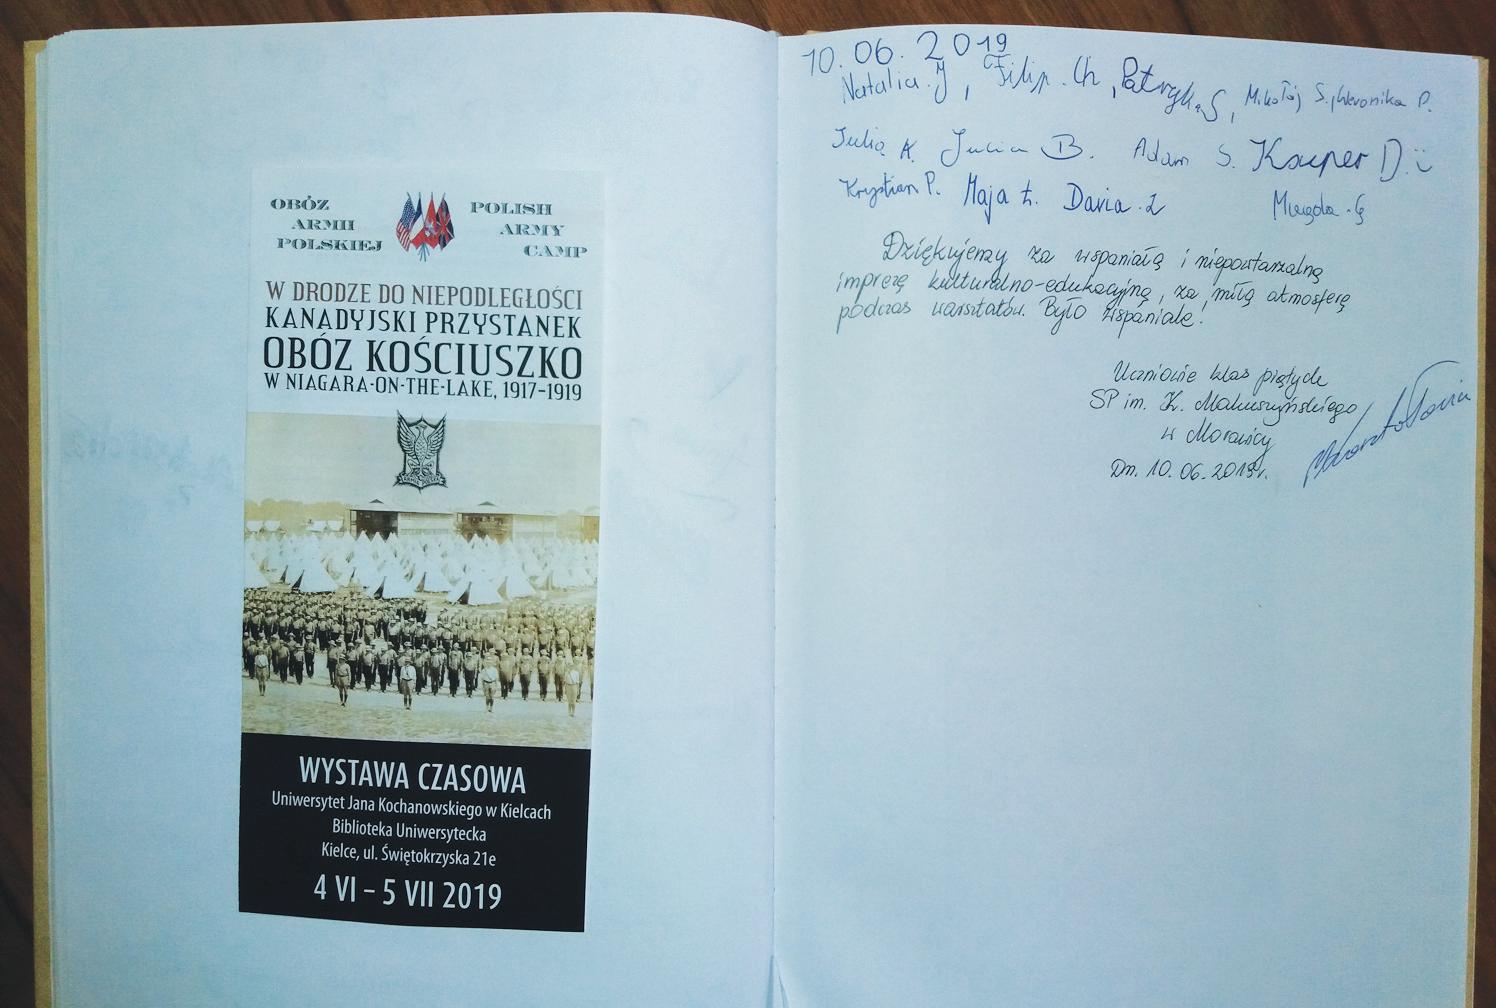 OBÓZ
ARMII
POLSKIEJ
POLISH
ARMY
CAMP
W DRODZE DO NIEPODLEGŁOŚCI
KANADYJSKI PRZYSTANEK
OBÓZ KOŚCIUSZKO
W NIAGARA-ON-THE-LAKE, 1917-1919
WYSTAWA CZASOWA
Uniwersytet Jana Kochanowskiego w Kielcach
Biblioteka Uniwersytecka
Kielce, ul. Świętokrzyska 21e
4 VI – 5 VII 2019
10.06.2019
Natalia J, Filip. Ch, Patryk S, Mikołaj S., Weronika P.
Julia K. Julia B. Adam S. Kacper D. :)
Krystian P. Maja Ł. Daria Z
Dziękujemy za wspaniałą i niepowtarzalną
imprezę kulturalno-edukacyjną, za miłą atmosferę
podczas warsztatów. Było wspaniale.
Uczniowie klas piątych
SP im. K. Makuszyńskiego
w Morawicy
Dn. 10.06.2019r.